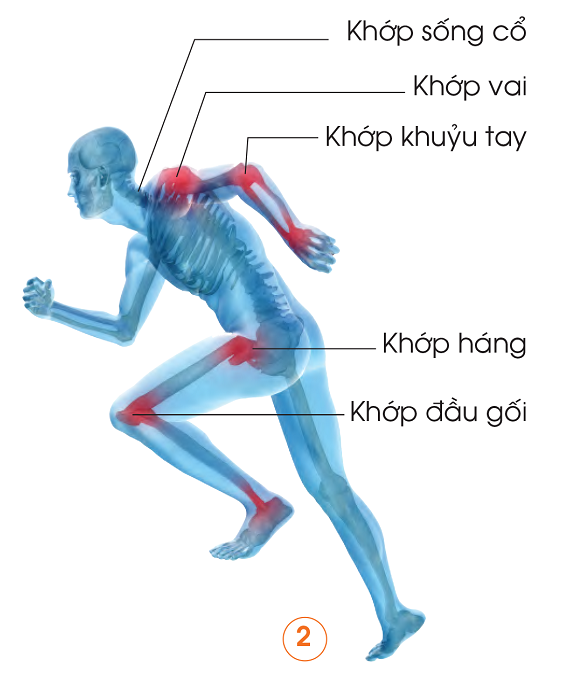 Khớp sống cổ
Khớp vai
Khớp khuỷu tay
Khớp háng
Khớp đầu gối
2